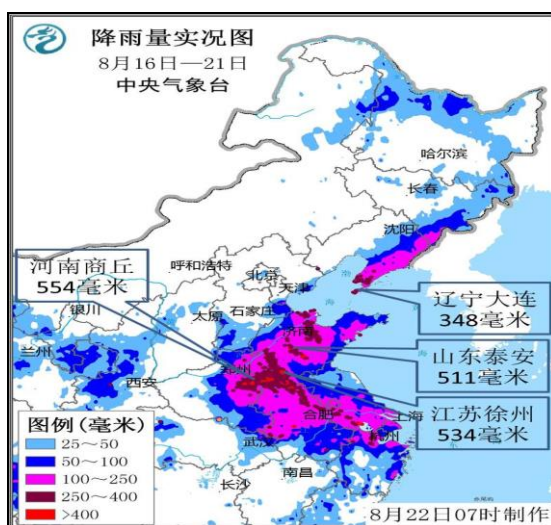 降雨量实况图
8月16日—21日
中央气象台
哈尔滨
长春
沈阳
河南商丘
554毫米
呼和浩特
北京
天津
渤
海
辽宁大连
348毫米
银川
太原
石家庄
济南
山东泰安
511毫米
兰州
西安
郑州
江苏徐州
534毫米
合肥
上海
杭州
武汉
南昌
长沙
图例(毫米)
25～50
50～100
100～250
250～400
>400
8月22日07时制作